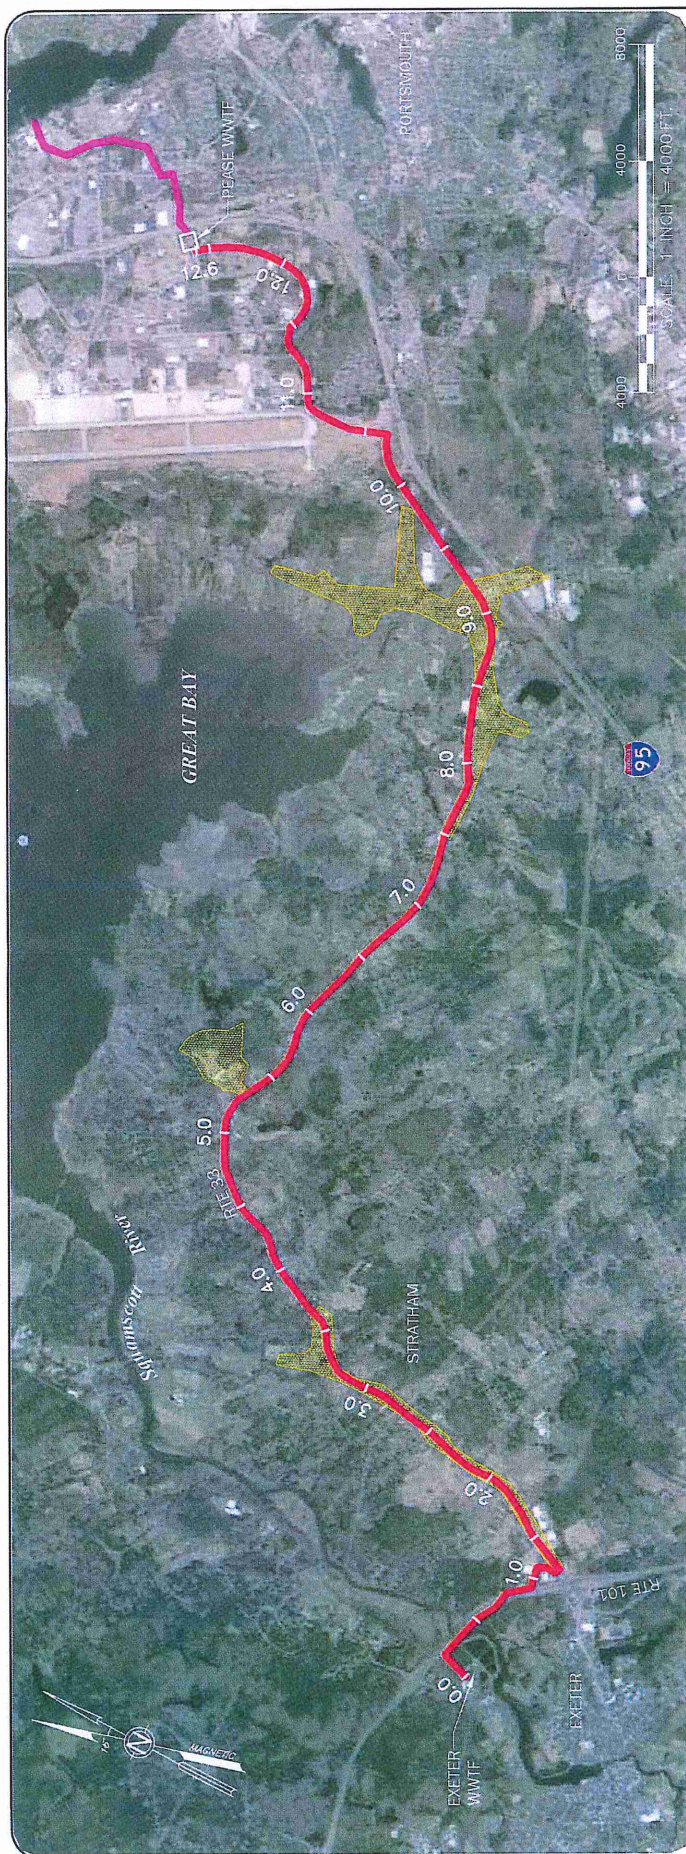 PORTSMOUTH
PEASE WWTF
12.6
12.0
11.0
10.0
9.0
8.0
7.0
6.0
5.0
RTE 33
4.0
3.0
2.0
1.0
0.0
GREAT BAY
Squamscott River
STRATHAM
RTE 101
EXETER
EXETER
WWTF
95
4000 0 4000 8000
SCALE: 1 INCH = 4000 FT.
N
MAGNETIC